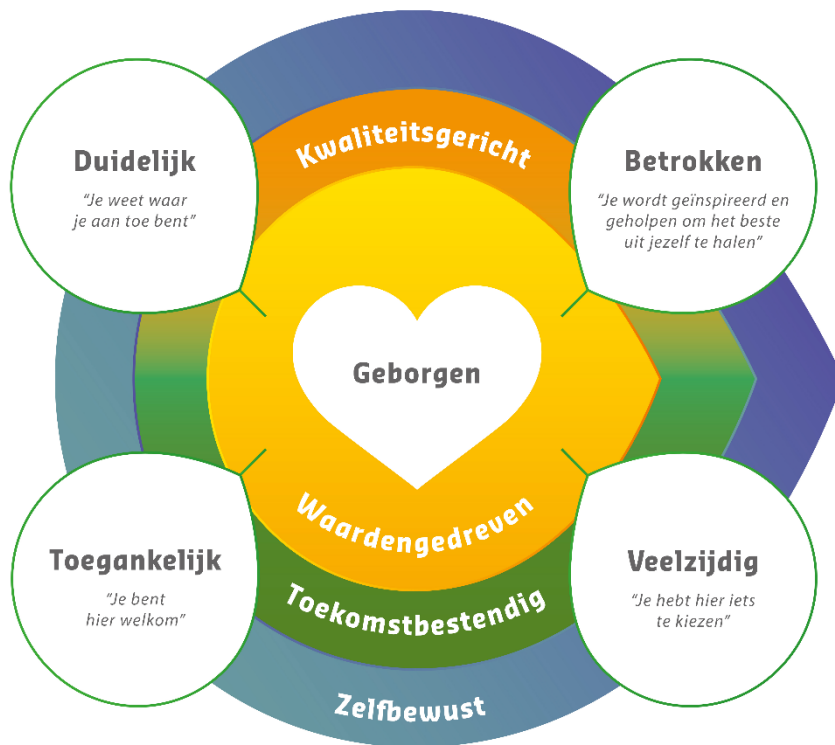 Kwaliteitsgericht
Duidelijk
“Je weet waar
je aan toe bent”
Betrokken
“Je wordt geïnspireerd en
geholpen om het beste
uit jezelf te halen”
Geborgen
Waardengedreven
Toegankelijk
“Je bent
hier welkom”
Veelzijdig
“Je hebt hier iets
te kiezen”
Toekomstbestendig
Zelfbewust